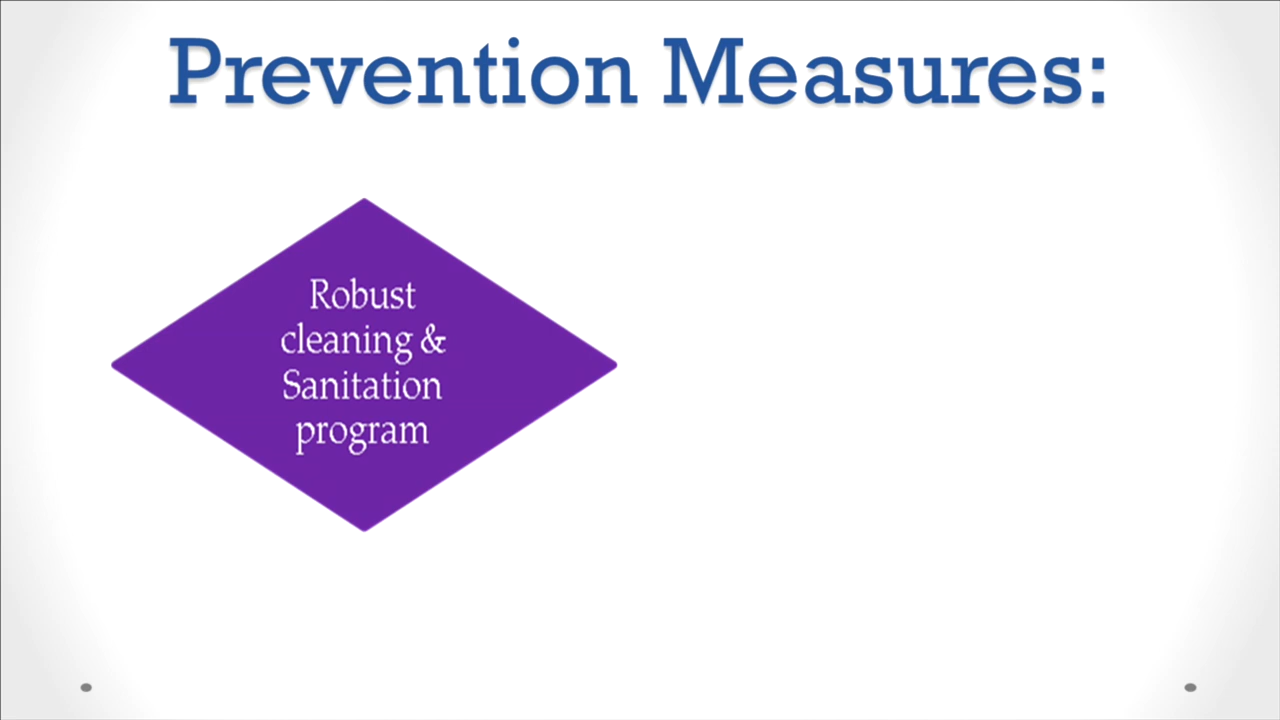 Prevention Measures:
Robust
cleaning &
Sanitation
program